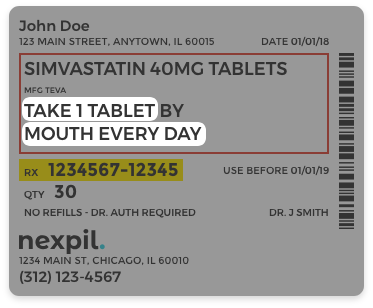 John Doe
123 MAIN STREET, ANYTOWN, IL 60015 DATE 01/01/18
SIMVASTATIN 40MG TABLETS
MFG TEVA
TAKE 1 TABLET BY
MOUTH EVERY DAY
RX 1234567-12345 USE BEFORE 01/01/19
QTY 30
NO REFILLS - DR. AUTH REQUIRED DR. J SMITH
nexpil.
1234 MAIN ST, CHICAGO, IL 60010
(312) 123-4567